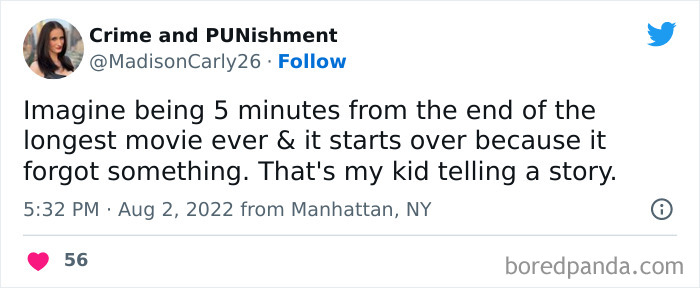 Crime and PUNishment
@MadisonCarly26 · Follow
Imagine being 5 minutes from the end of the
longest movie ever & it starts over because it
forgot something. That's my kid telling a story.
5:32 PM · Aug 2, 2022 from Manhattan, NY
56
boredpanda.com